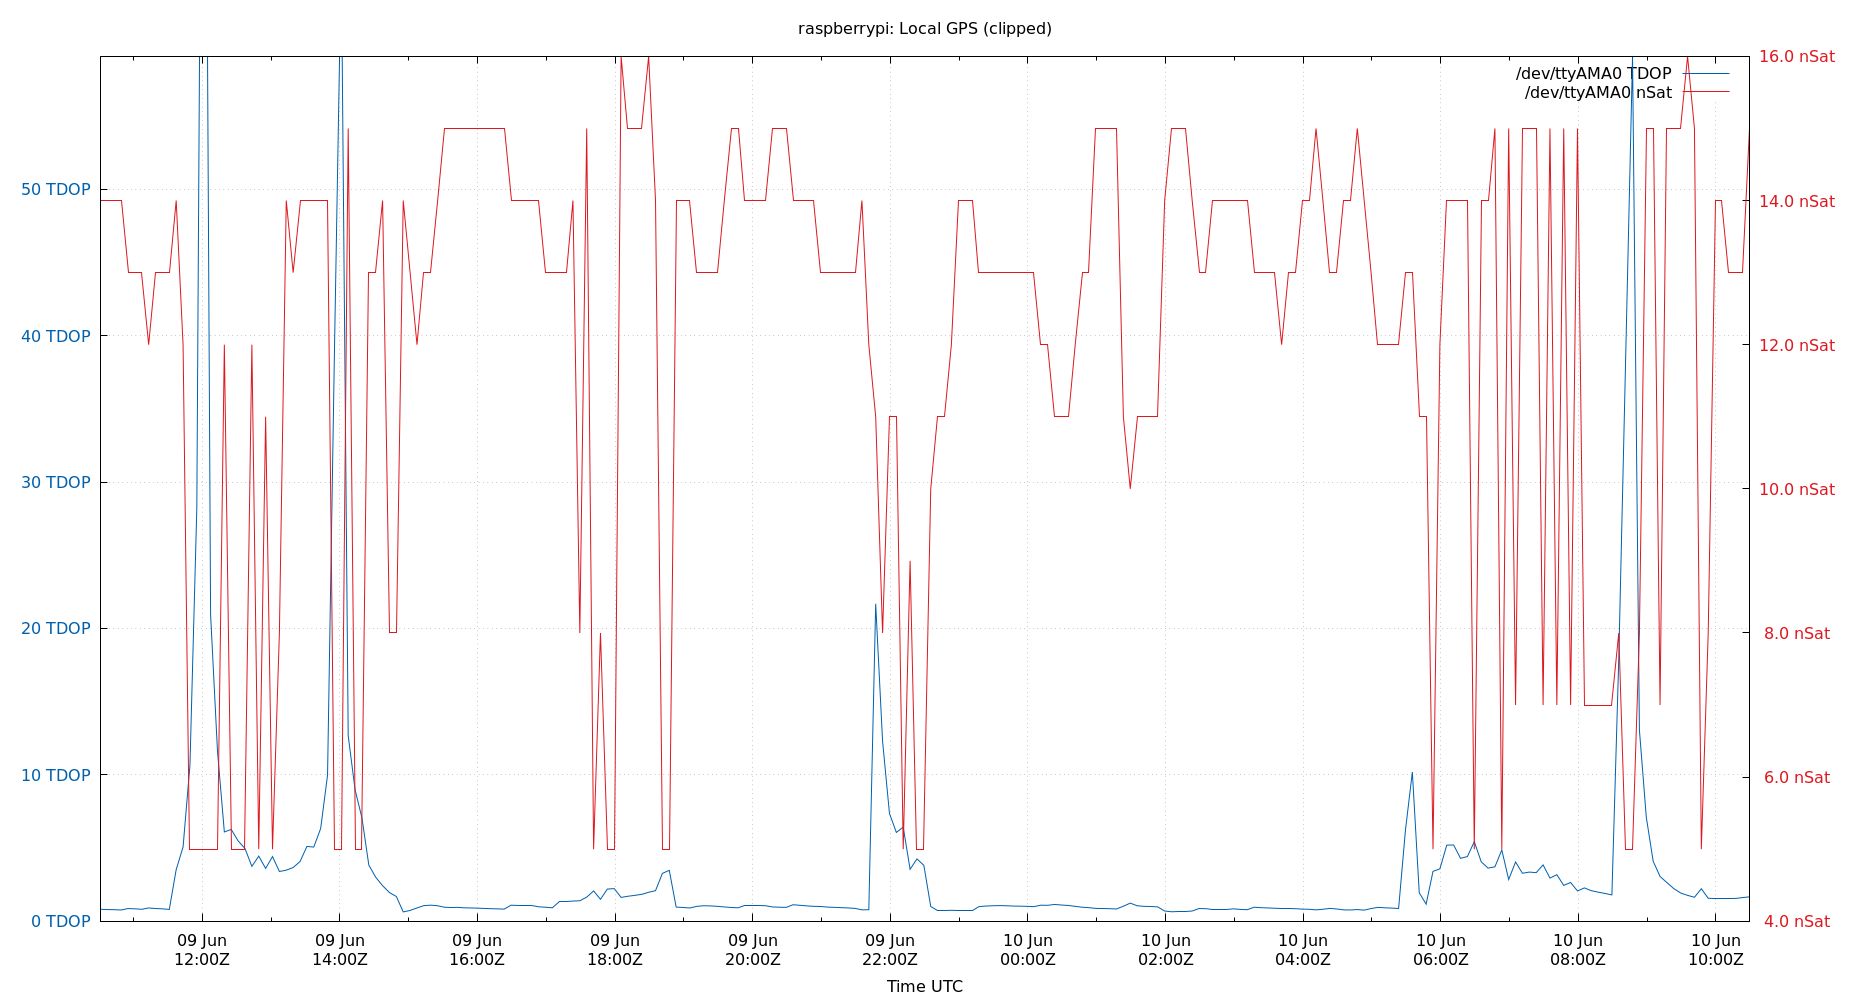 raspberrypi: Local GPS (clipped)
/dev/ttyAMA0 TDOP
/dev/ttyAMA0 nSat
50 TDOP
40 TDOP
30 TDOP
20 TDOP
10 TDOP
0 TDOP
16.0 nSat
14.0 nSat
12.0 nSat
10.0 nSat
8.0 nSat
6.0 nSat
4.0 nSat
09 Jun
12:00Z
09 Jun
14:00Z
09 Jun
16:00Z
09 Jun
18:00Z
09 Jun
20:00Z
09 Jun
22:00Z
10 Jun
00:00Z
10 Jun
02:00Z
10 Jun
04:00Z
10 Jun
06:00Z
10 Jun
08:00Z
10 Jun
10:00Z
Time UTC